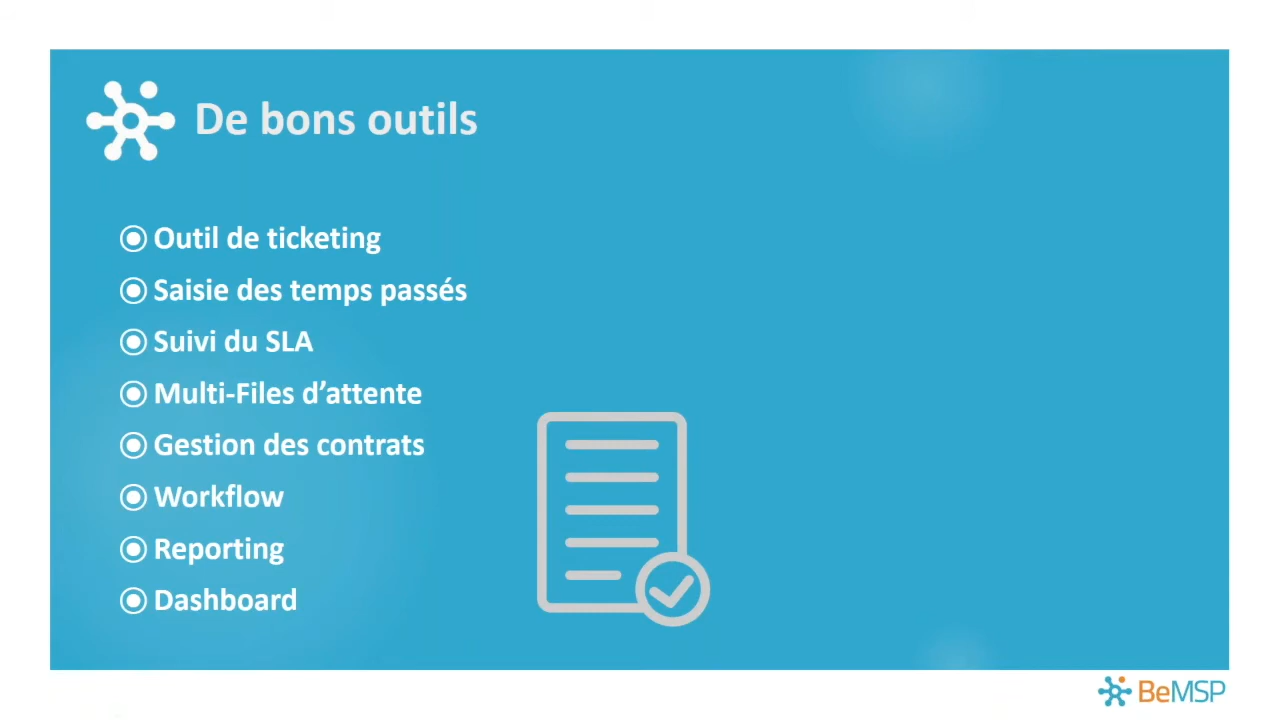 De bons outils
Outil de ticketing
Saisie des temps passés
Suivi du SLA
Multi-Files d’attente
Gestion des contrats
Workflow
Reporting
Dashboard
BeMSP